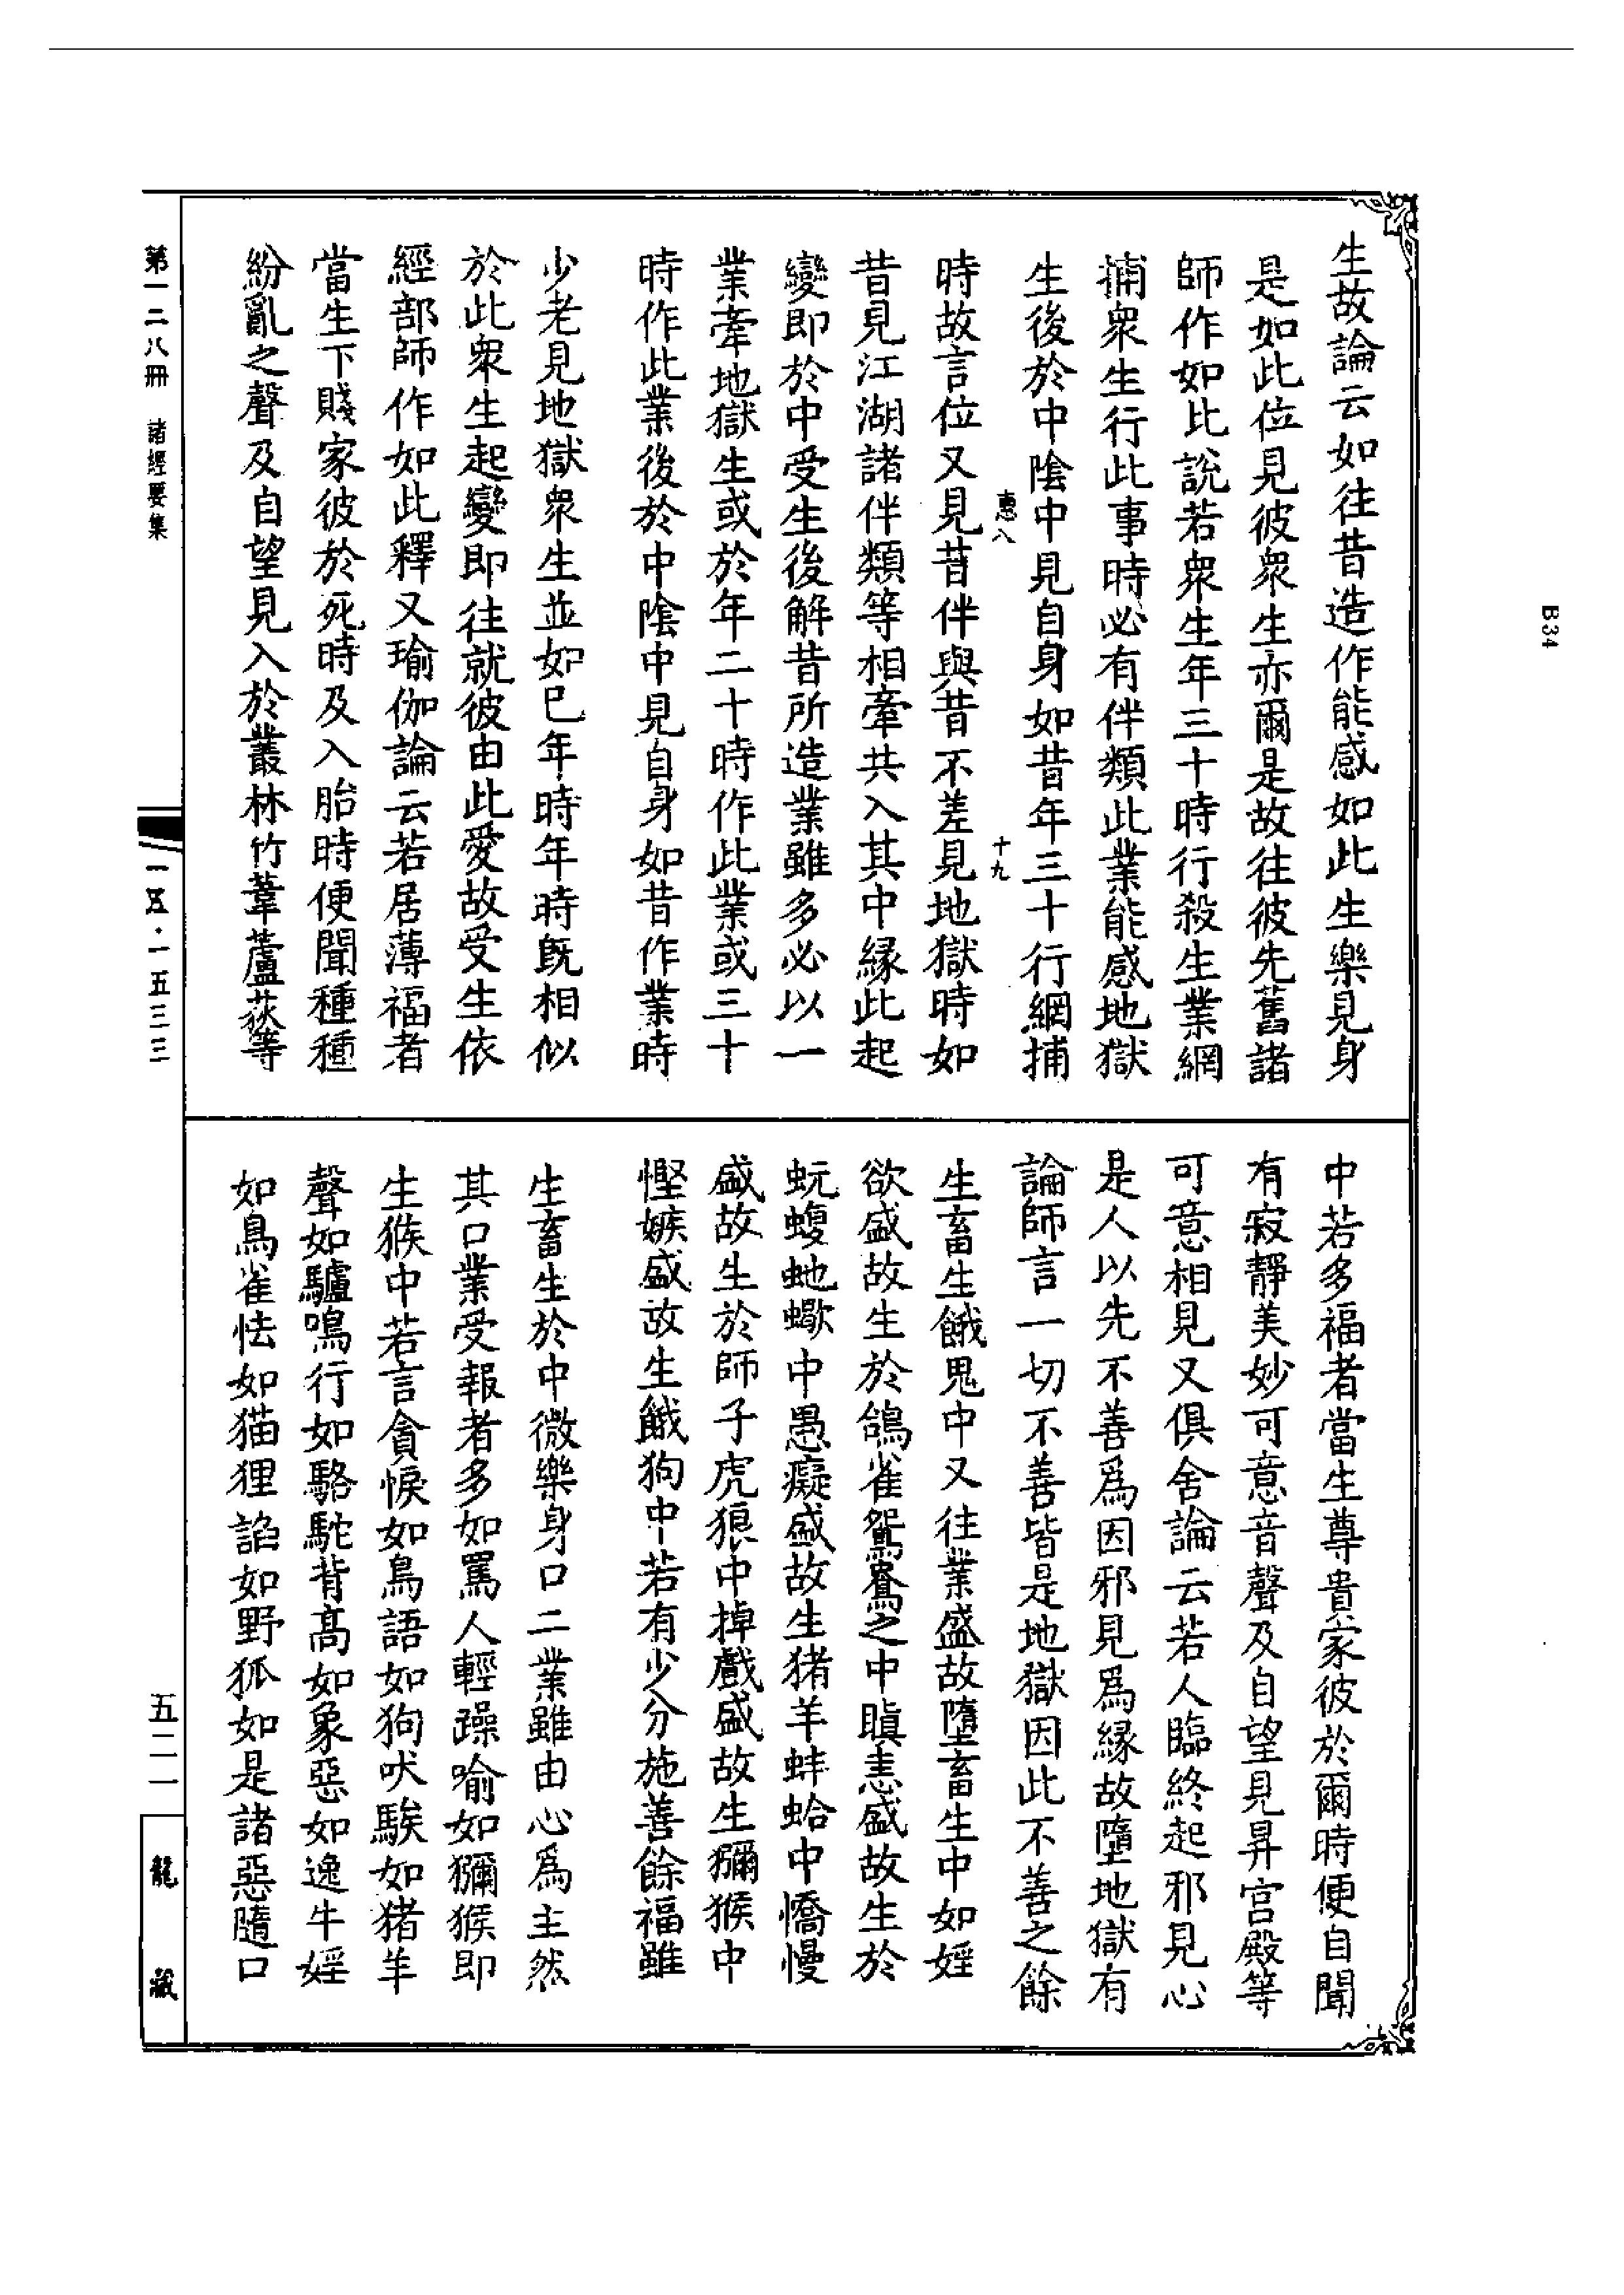 生故論云如往昔造作能感如此生樂見身
是如此位見彼衆生亦爾是故往彼先舊諸
師作如比說若衆生年三十時行殺生業網
捕衆生行此事時必有伴類此業能感地獄
生後於中陰中見自身如昔年三十行網捕
惠八
十九
時故言位又見昔伴與昔不差見地獄時如
昔見江湖諸伴類等相牽共入其中緣此起
變即於中受生後解昔所造業雖多必以一
業牽地獄生或於年二十時作此業或三十
時作此業後於中陰中見自身如昔作業時
少老見地獄衆生並如巳年時年時既相似
於此衆生起變即往就彼由此愛故受生依
經部師作如此釋又瑜伽論云若居薄福者
當生下賤家彼於死時及入胎時便聞種種
紛亂之聲及自望見入於叢林竹葦蘆荻等
中若多福者當生尊貴家彼於爾時便自聞
有寂靜美妙可意音聲及自望見昇宮殿等
可意相見又俱舍論云若人臨終起邪見心
是人以先不善爲因邪見爲緣故墮地獄有
論師言一切不善皆是地獄因此不善之餘
生畜生餓鬼中又往業盛故墮畜生中如婬
欲盛故生於鴿雀鴛鴦之中瞋恚盛故生於
蚖蝮虵蠍中愚癡盛故生猪羊蚌蛤中憍慢
盛故生於師子虎狼中掉戲盛故生獼猴中
慳嫉盛故生餓狗中若有少分施善餘福雖
生畜生於中微樂身口二業雖由心爲主然
其口業受報者多如罵人輕躁喻如獼猴即
生猴中若言貪悷如鳥語如狗吠騃如猪羊
聲如驢鳴行如駱駝背高如象惡如逸牛婬
如鳥雀怯如猫狸諂如野狐如是諸惡隨口
第一二八冊 諸經要集
一五·一五三三
五二一
龍藏
B34